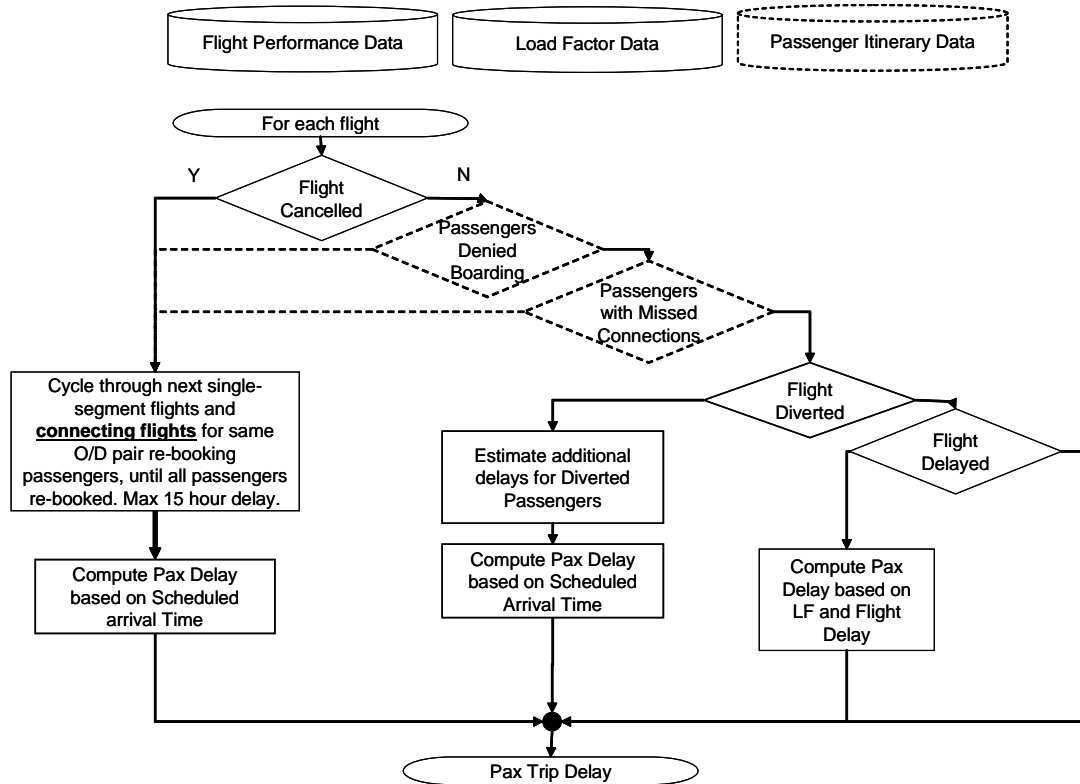 Flight Performance Data
Load Factor Data
Passenger Itinerary Data
For each flight
Y
N
Flight
Cancelled
Passengers
Denied
Boarding
Passengers
with Missed
Connections
Flight
Diverted
Flight
Delayed
Cycle through next single-
segment flights and
connecting flights for same
O/D pair re-booking
passengers, until all passengers
re-booked. Max 15 hour delay.
Estimate additional
delays for Diverted
Passengers
Compute Pax Delay
based on Scheduled
arrival Time
Compute Pax Delay
based on Scheduled
Arrival Time
Compute Pax
Delay based on
LF and Flight
Delay
Pax Trip Delay